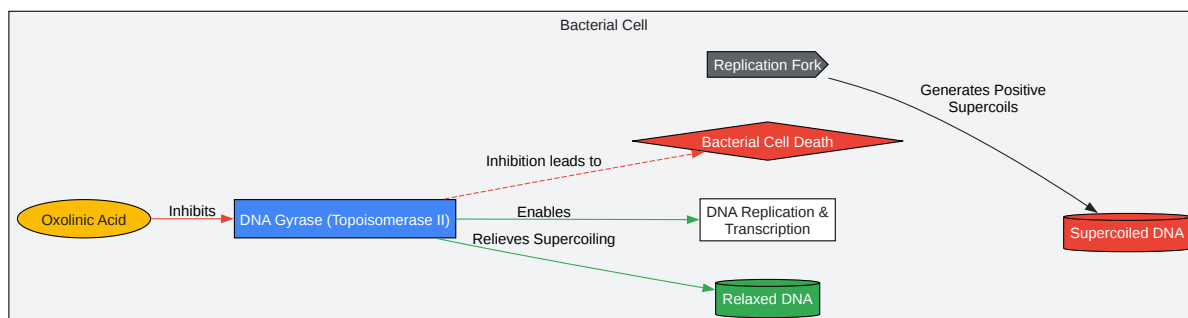 Bacterial Cell
Replication Fork
Generates Positive
Supercoils
Bacterial Cell Death
Inhibition leads to
Oxolinic Acid
Inhibits
DNA Gyrase (Topoisomerase II)
Enables
DNA Replication &
Transcription
Relieves Supercoiling
Supercoiled DNA
Relaxed DNA